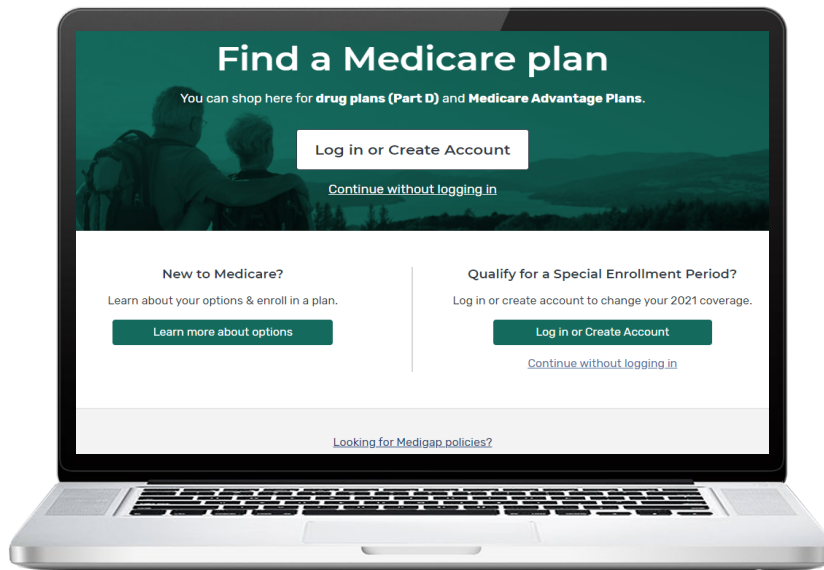 Find a Medicare plan
You can shop here for drug plans (Part D) and Medicare Advantage Plans.
Log in or Create Account
Continue without logging in
New to Medicare?
Learn about your options & enroll in a plan.
Learn more about options
Qualify for a Special Enrollment Period?
Log in or create account to change your 2021 coverage.
Log in or Create Account
Continue without logging in
Looking for Medigap policies?